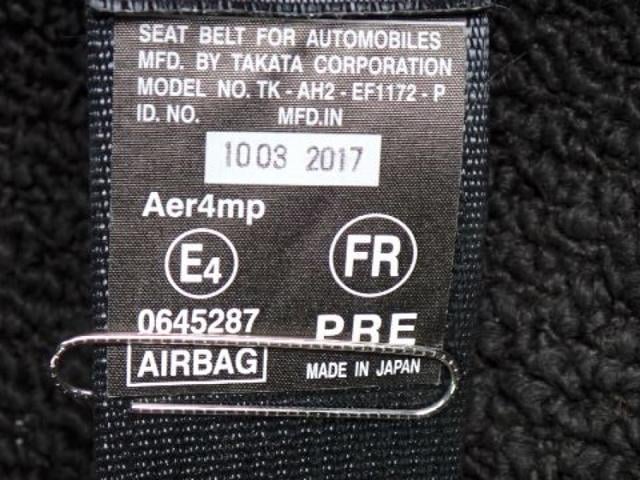 SEAT BELT FOR AUTOMOBILES
MFD. BY TAKATA CORPORATION
MODEL NO. TK - AH2 - EF1172 - P
ID. NO. MFD.IN
1003 2017
Aer4mp
E4 FR
0645287 PRE
AIRBAG MADE IN JAPAN